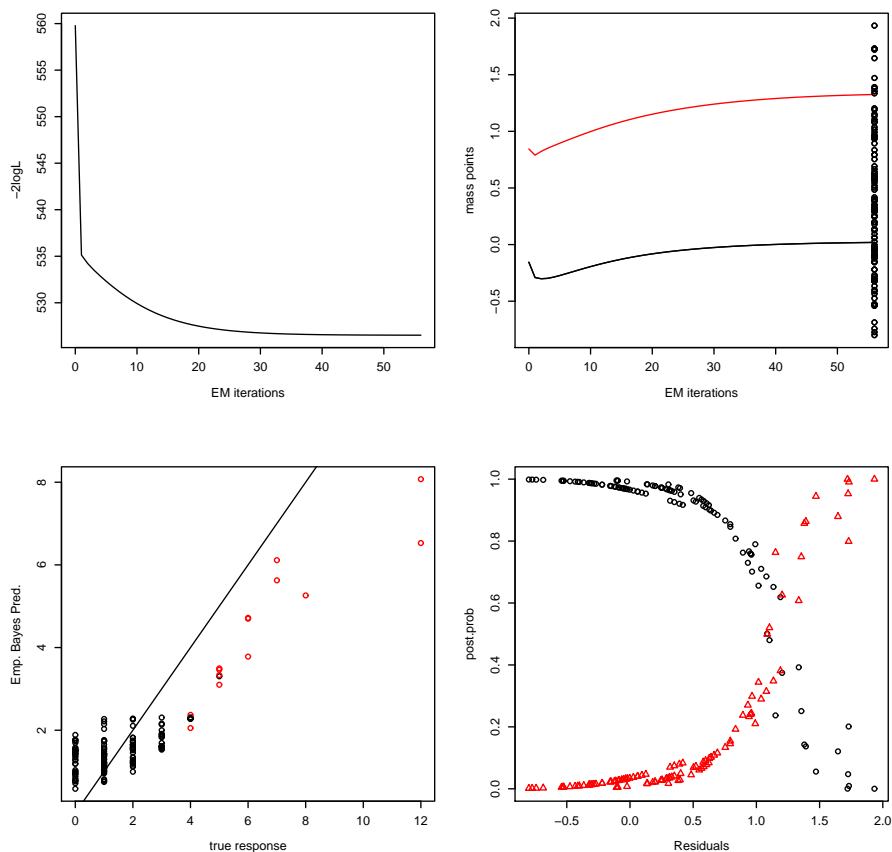 560
555
550
545
540
535
530
-2logL
0 10 20 30 40 50
EM iterations
2.0
1.5
1.0
0.5
0.0
-0.5
mass points
0 10 20 30 40 50
EM iterations
8
6
4
2
Emp. Bayes Pred.
0 2 4 6 8 10 12
true response
1.0
0.8
0.6
0.4
0.2
0.0
post.prob
-0.5 0.0 0.5 1.0 1.5 2.0
Residuals